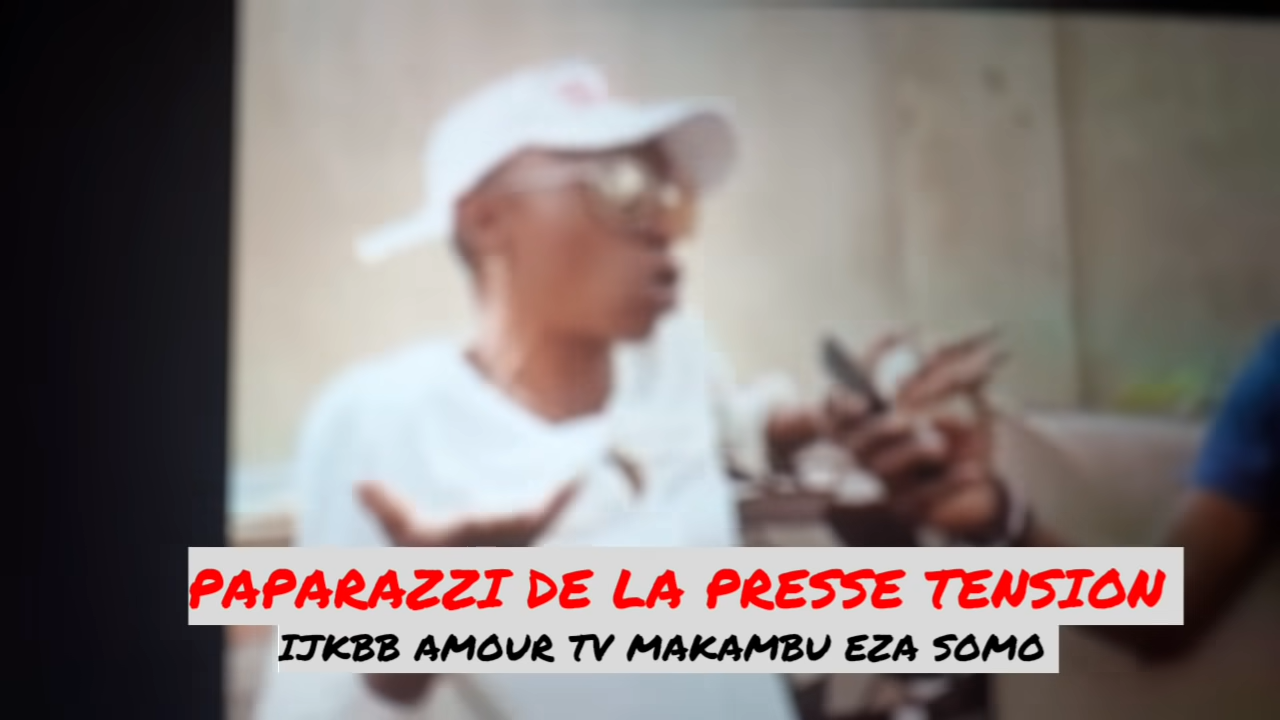 PAPARAZZI DE LA PRESSE TENSION
IJKBB AMOUR TV MAKAMBU EZA SOMO